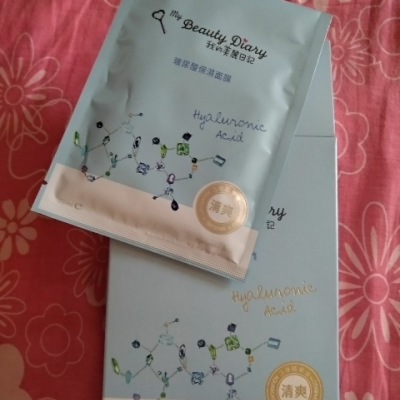 My
Beauty Diary
我的美麗日記
玻尿酸保濕面膜
Hyaluronic
Acid
清爽
記
Hyaluronic
Acid
清爽